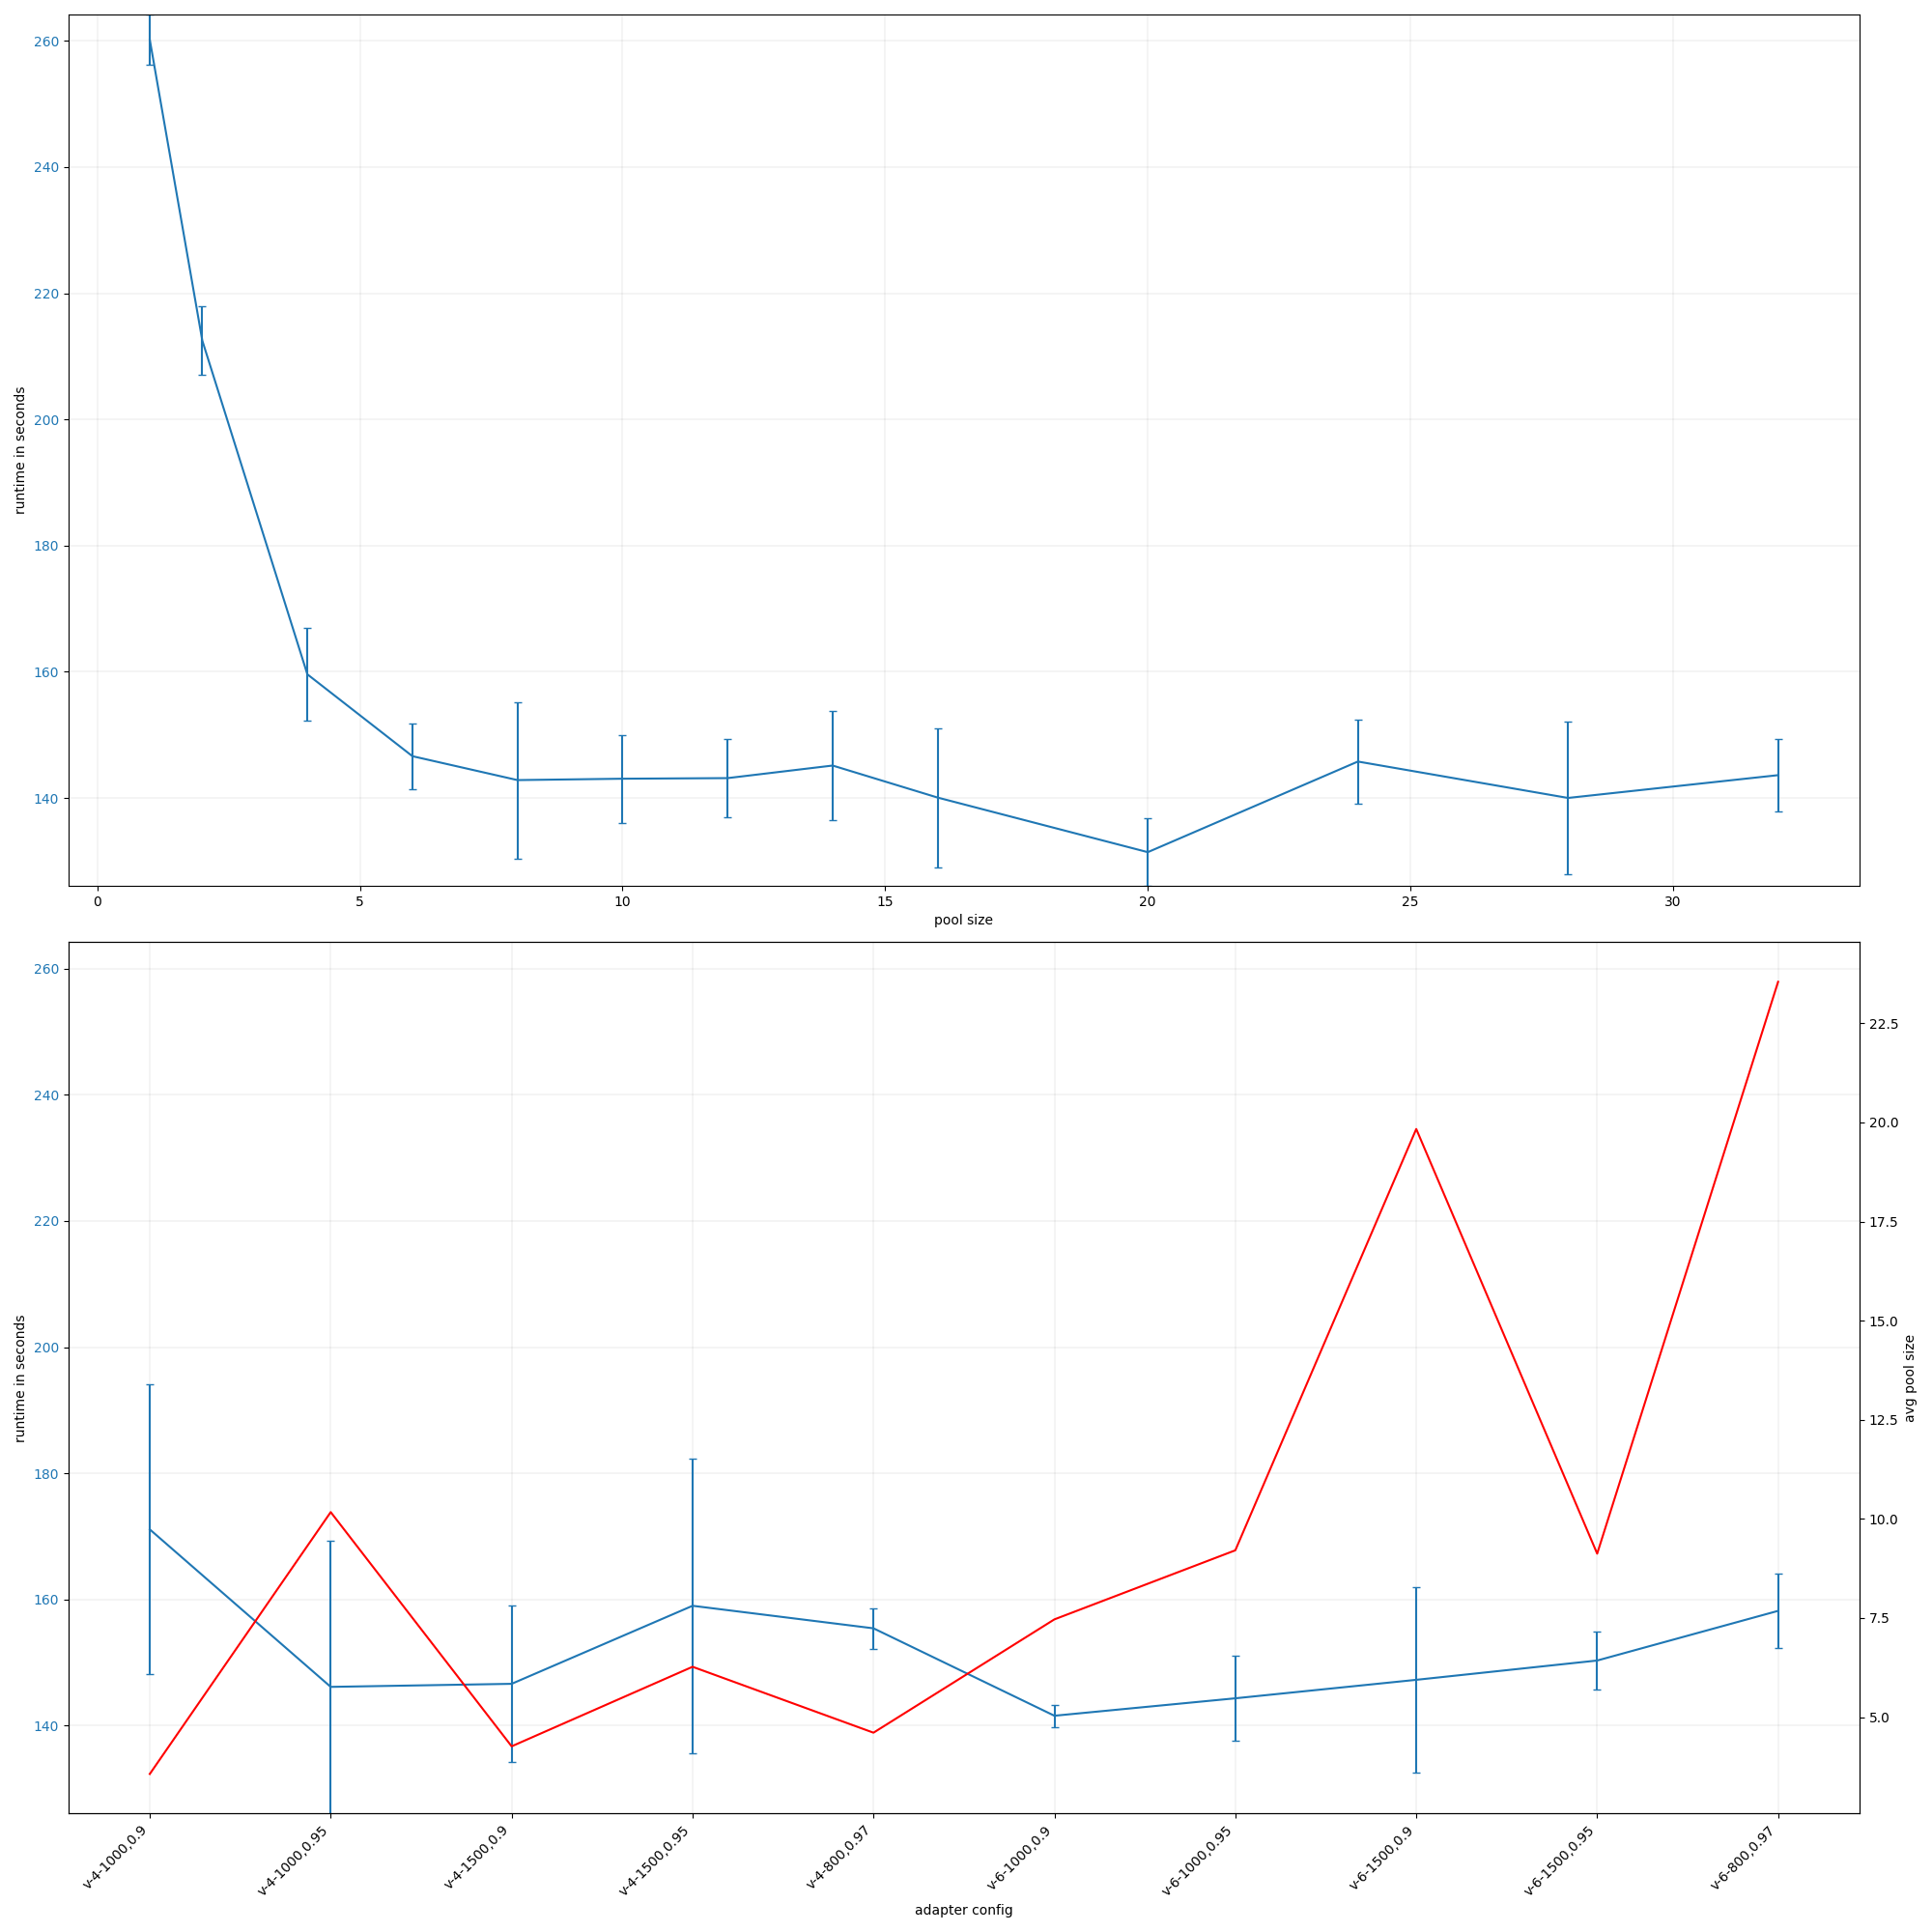 260
240
220
200
180
160
140
runtime in seconds
0 5 10 15 20 25 30
pool size
260
240
220
200
180
160
140
runtime in seconds
22.5
20.0
17.5
15.0
12.5
10.0
7.5
5.0
avg pool size
v-4-1000,0.9
v-4-1000,0.95
v-4-1500,0.9
v-4-1500,0.95
v-4-800,0.97
v-6-1000,0.9
v-6-1000,0.95
v-6-1500,0.9
v-6-1500,0.95
v-6-800,0.97
adapter config